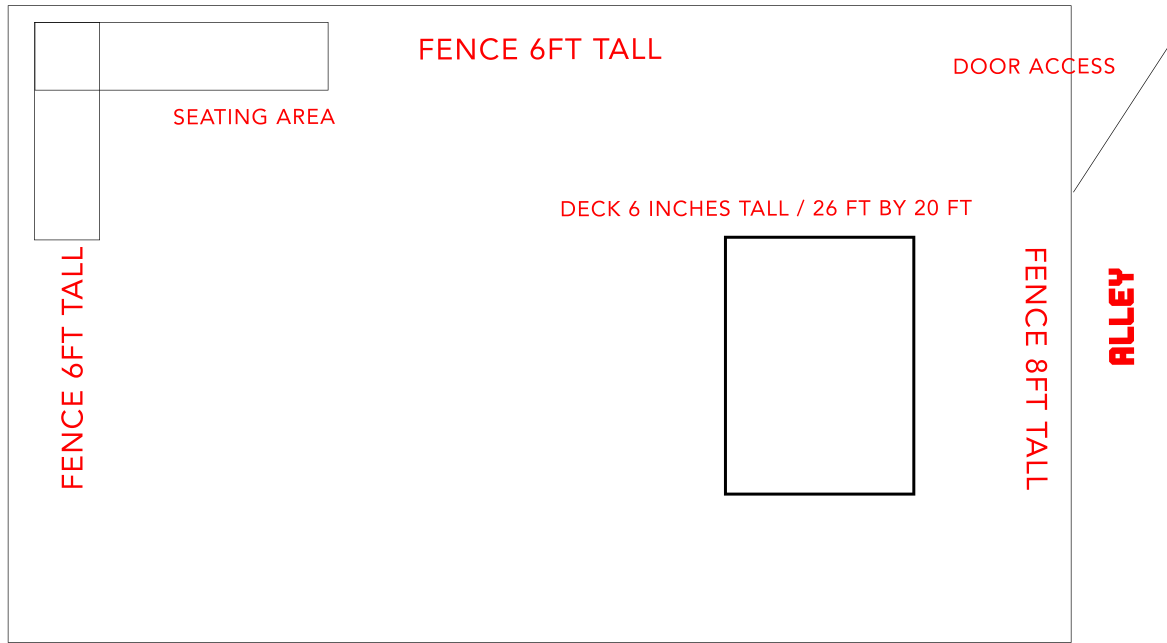 FENCE 6FT TALL
DOOR ACCESS
SEATING AREA
DECK 6 INCHES TALL / 26 FT BY 20 FT
FENCE 6FT TALL
FENCE 8FT TALL
ALLEY